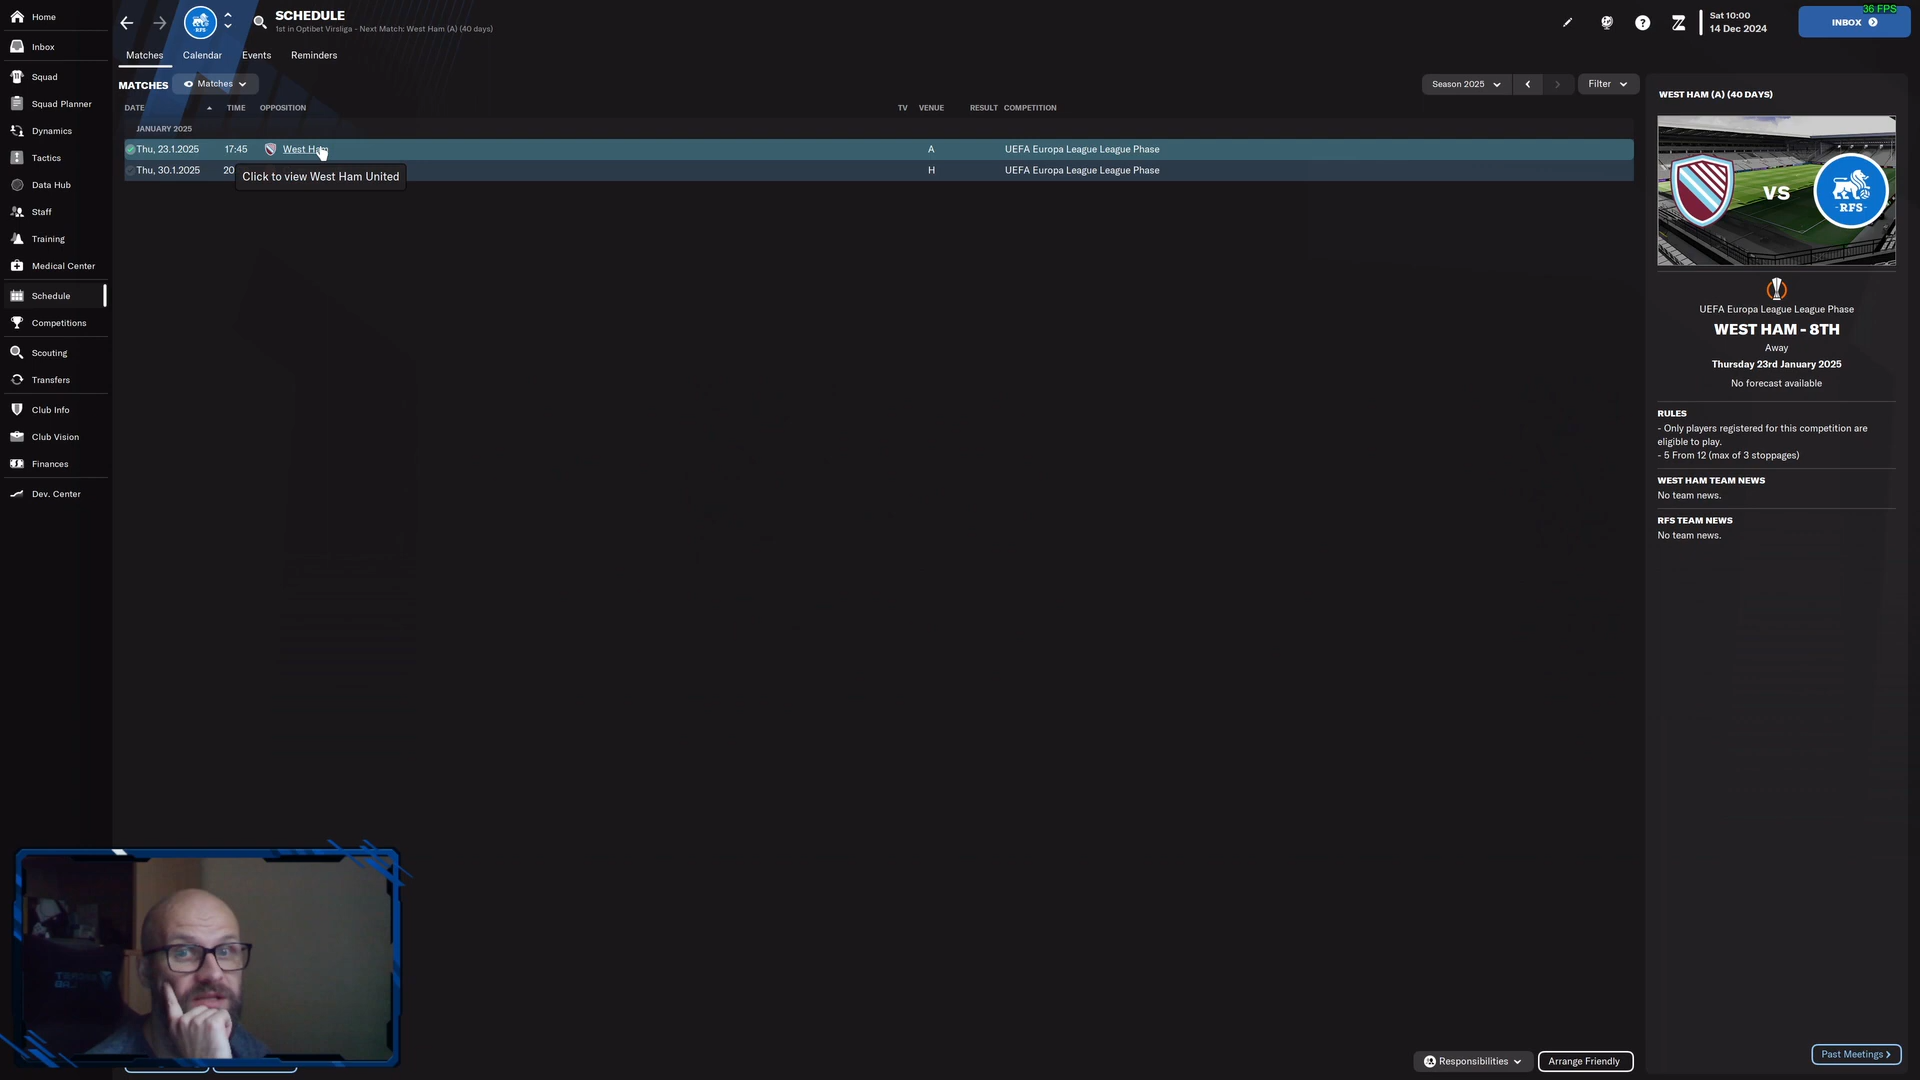 36 FPS
Home
SCHEDULE
1st in Optibet Virsliga - Next Match: West Ham (A) (40 days)
Sat 10:00
14 Dec 2024
INBOX
Inbox
Matches
Calendar
Events
Reminders
Squad
MATCHES
Matches
Season 2025
Filter
WEST HAM (A) (40 DAYS)
Squad Planner
DATE
TIME
OPPOSITION
TV
VENUE
RESULT
COMPETITION
Dynamics
JANUARY 2025
Thu, 23.1.2025
17:45
West Ham
A
UEFA Europa League League Phase
Tactics
Thu, 30.1.2025
20
H
UEFA Europa League League Phase
Click to view West Ham United
VS
-RFS-
Data Hub
Staff
Training
Medical Center
Schedule
Competitions
Scouting
Transfers
Club Info
Club Vision
Finances
Dev. Center
UEFA Europa League League Phase
WEST HAM - 8TH
Away
Thursday 23rd January 2025
No forecast available
RULES
- Only players registered for this competition are
eligible to play.
- 5 From 12 (max of 3 stoppages)
WEST HAM TEAM NEWS
No team news.
RFS TEAM NEWS
No team news.
Responsibilities
Arrange Friendly
Past Meetings